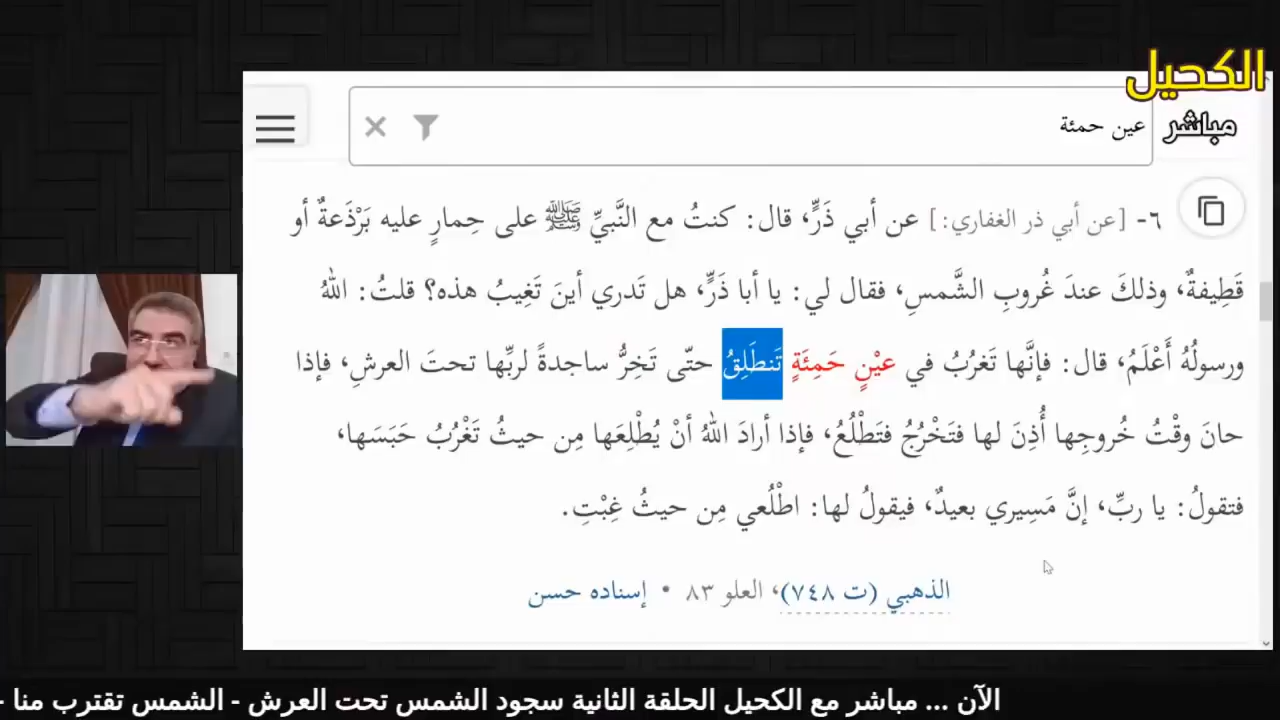 الكحيل
مباشر
عين حمئة
٦- [عن أبي ذر الغفاري:] عن أبي ذَرٍّ، قال: كنتُ مع النَّبيِّ ﷺ على حِمارٍ عليه بَرْذَعةٌ أو
قَطِيفةٌ، وذلكَ عندَ غُروبِ الشَّمسِ، فقال لي: يا أبا ذَرٍّ، هل تَدري أينَ تَغِيبُ هذه؟ قلتُ: اللهُ
ورسولُهُ أَعْلَمُ، قال: فإنَّها تَغرُبُ في عيْنٍ حَمِئَةٍ تَنطَلِقُ حتّى تَخِرُّ ساجدةً لربِّها تحتَ العرشِ، فإذا
حانَ وقْتُ خُروجِها أُذِنَ لها فتَخْرُجُ فتَطْلُعُ، فإذا أرادَ اللهُ أنْ يُطْلِعَها مِن حيثُ تَغْرُبُ حَبَسَها،
فتقولُ: يا ربِّ، إنَّ مَسِيري بعيدٌ، فيقولُ لها: اطْلُعي مِن حيثُ غِبْتِ.
الذهبي (ت ٧٤٨)، العلو ٨٣ • إسناده حسن
الآن ... مباشر مع الكحيل الحلقة الثانية سجود الشمس تحت العرش - الشمس تقترب منا -